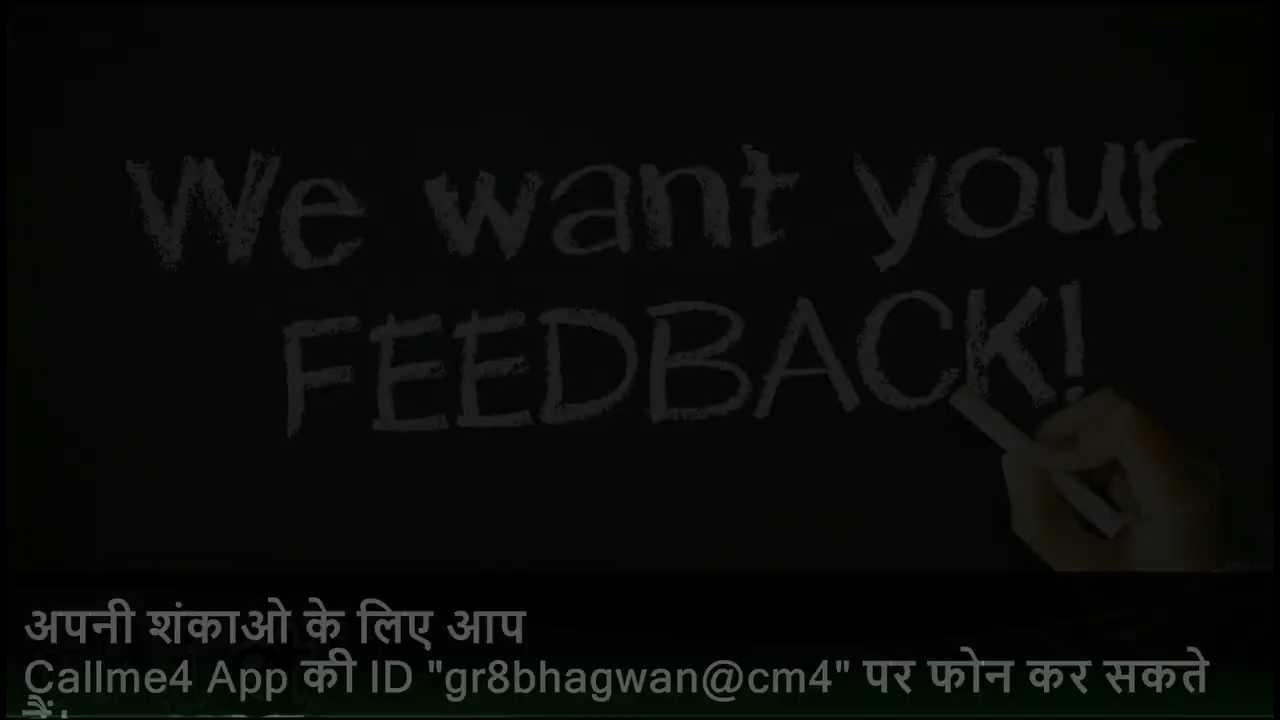 We want your
FEEDBACK!
अपनी शंकाओ के लिए आप
Callme4 App की ID "gr8bhagwan@cm4" पर फोन कर सकते
हैं।